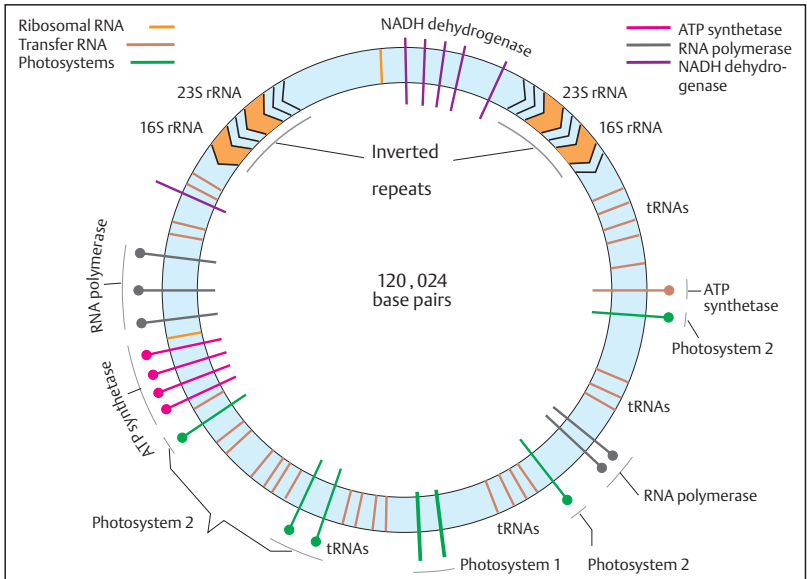 Ribosomal RNA
Transfer RNA
Photosystems
NADH dehydrogenase
ATP synthetase
RNA polymerase
NADH dehydro-
genase
23S rRNA
16S rRNA
23S rRNA
16S rRNA
Inverted
repeats
tRNAs
120,024
base pairs
RNA polymerase
ATP
synthetase
Photosystem 2
ATP synthetase
tRNAs
RNA polymerase
Photosystem 2
tRNAs
tRNAs
Photosystem 1
Photosystem 2